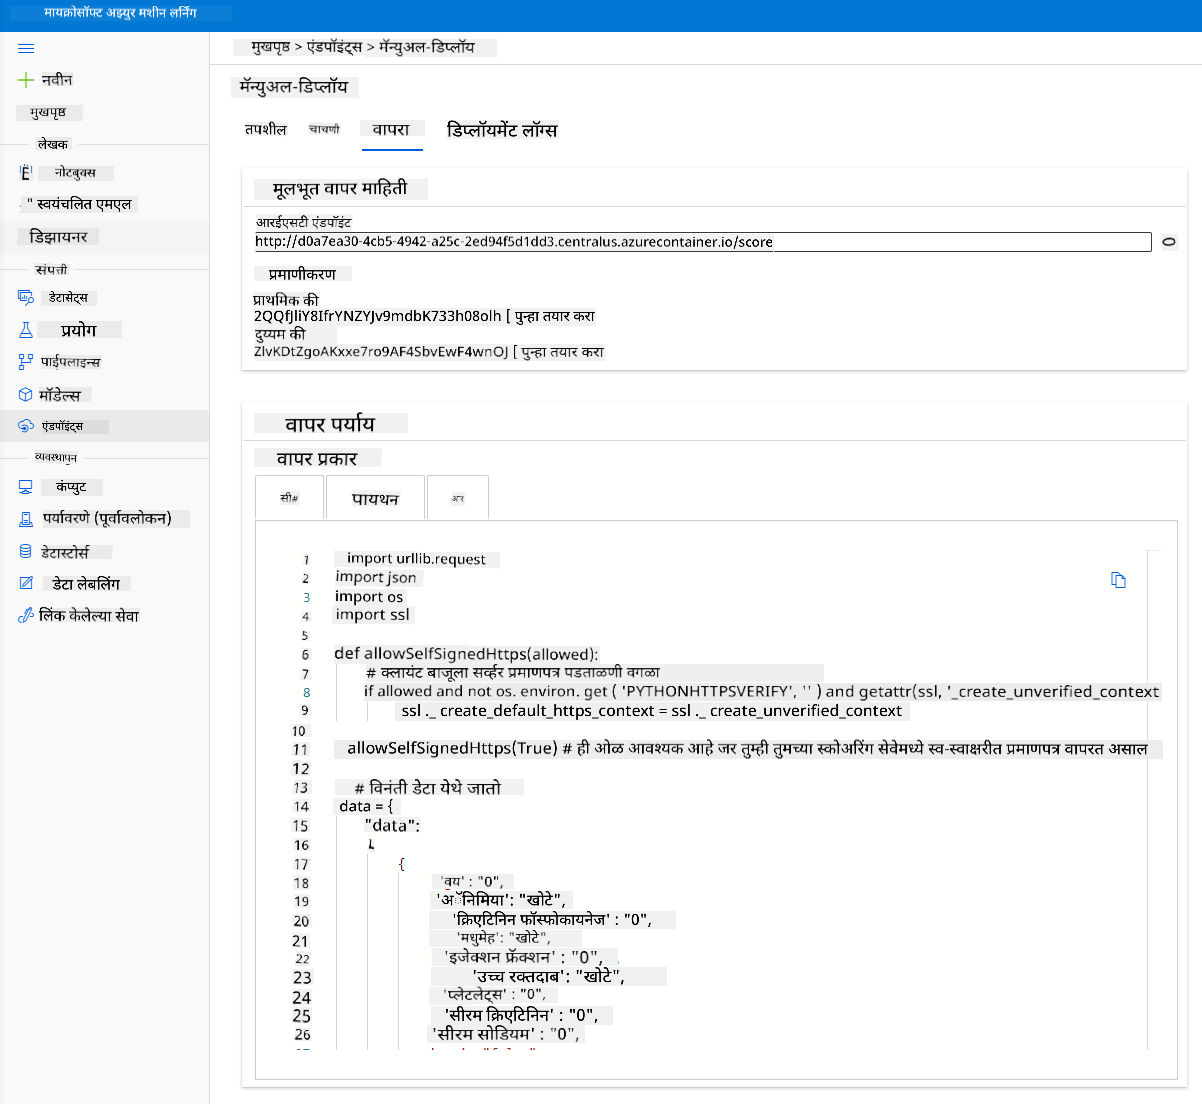 मायक्रोसॉफ्ट अझ्युर मशीन लर्निंग
नवीन
मुखपृष्ठ
लेखक
नोटबुक्स
" स्वयंचलित एमएल
डिझायनर
संपत्ती
डेटासेट्स
प्रयोग
पाईपलाइन्स
मॉडेल्स
एंडपॉइंट्स
व्यवस्थापन
कंप्युट
पर्यावरणे (पूर्वावलोकन)
डेटास्टोर्स
डेटा लेबलिंग
लिंक केलेल्या सेवा
मुखपृष्ठ > एंडपॉइंट्स > मॅन्युअल-डिप्लॉय
मॅन्युअल-डिप्लॉय
तपशील चाचणी वापरा डिप्लॉयमेंट लॉग्स
मूलभूत वापर माहिती
आरईएसटी एंडपॉइंट
http://d0a7ea30-4cb5-4942-a25c-2ed94f5d1dd3.centralus.azurecontainer.io/score
प्रमाणीकरण
प्राथमिक की
2QQfJliY8IfrYNZYJv9mdbK733h08olh [ पुन्हा तयार करा
दुय्यम की
ZlvKDtZgoAKxxe7ro9AF4SbvEwF4wnOJ [ पुन्हा तयार करा
वापर पर्याय
वापर प्रकार
सी# पायथन आर
1 import urllib.request
2 import json
3 import os
4 import ssl
5
6 def allowSelfSignedHttps(allowed):
7 # क्लायंट बाजूला सर्व्हर प्रमाणपत्र पडताळणी वगळा
8 if allowed and not os. environ. get ( 'PYTHONHTTPSVERIFY', '' ) and getattr(ssl, '_create_unverified_context
9 ssl ._ create_default_https_context = ssl ._ create_unverified_context
10
11 allowSelfSignedHttps(True) # ही ओळ आवश्यक आहे जर तुम्ही तुमच्या स्कोअरिंग सेवेमध्ये स्व-स्वाक्षरीत प्रमाणपत्र वापरत असाल
12
13 # विनंती डेटा येथे जातो
14 data = {
15 "data":
16
17 {
18 'वय' : "0",
19 'अॅनिमिया': "खोटे",
20 'क्रिएटिनिन फॉस्फोकायनेज' : "0",
21 'मधुमेह': "खोटे",
22 'इजेक्शन फ्रॅक्शन' : "0",
23 'उच्च रक्तदाब': "खोटे",
24 'प्लेटलेट्स' : "0",
25 'सीरम क्रिएटिनिन' : "0",
26 'सीरम सोडियम' : "0",